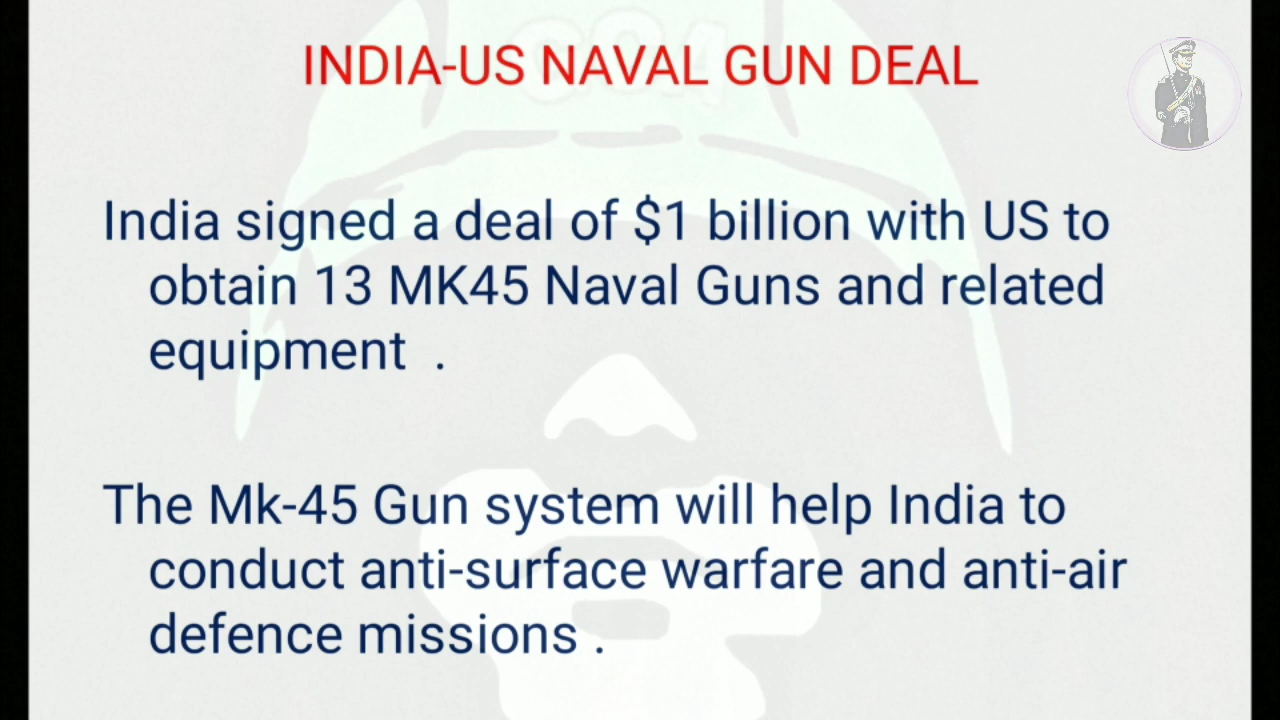 INDIA-US NAVAL GUN DEAL
India signed a deal of $1 billion with US to
obtain 13 MK45 Naval Guns and related
equipment .
The Mk-45 Gun system will help India to
conduct anti-surface warfare and anti-air
defence missions .